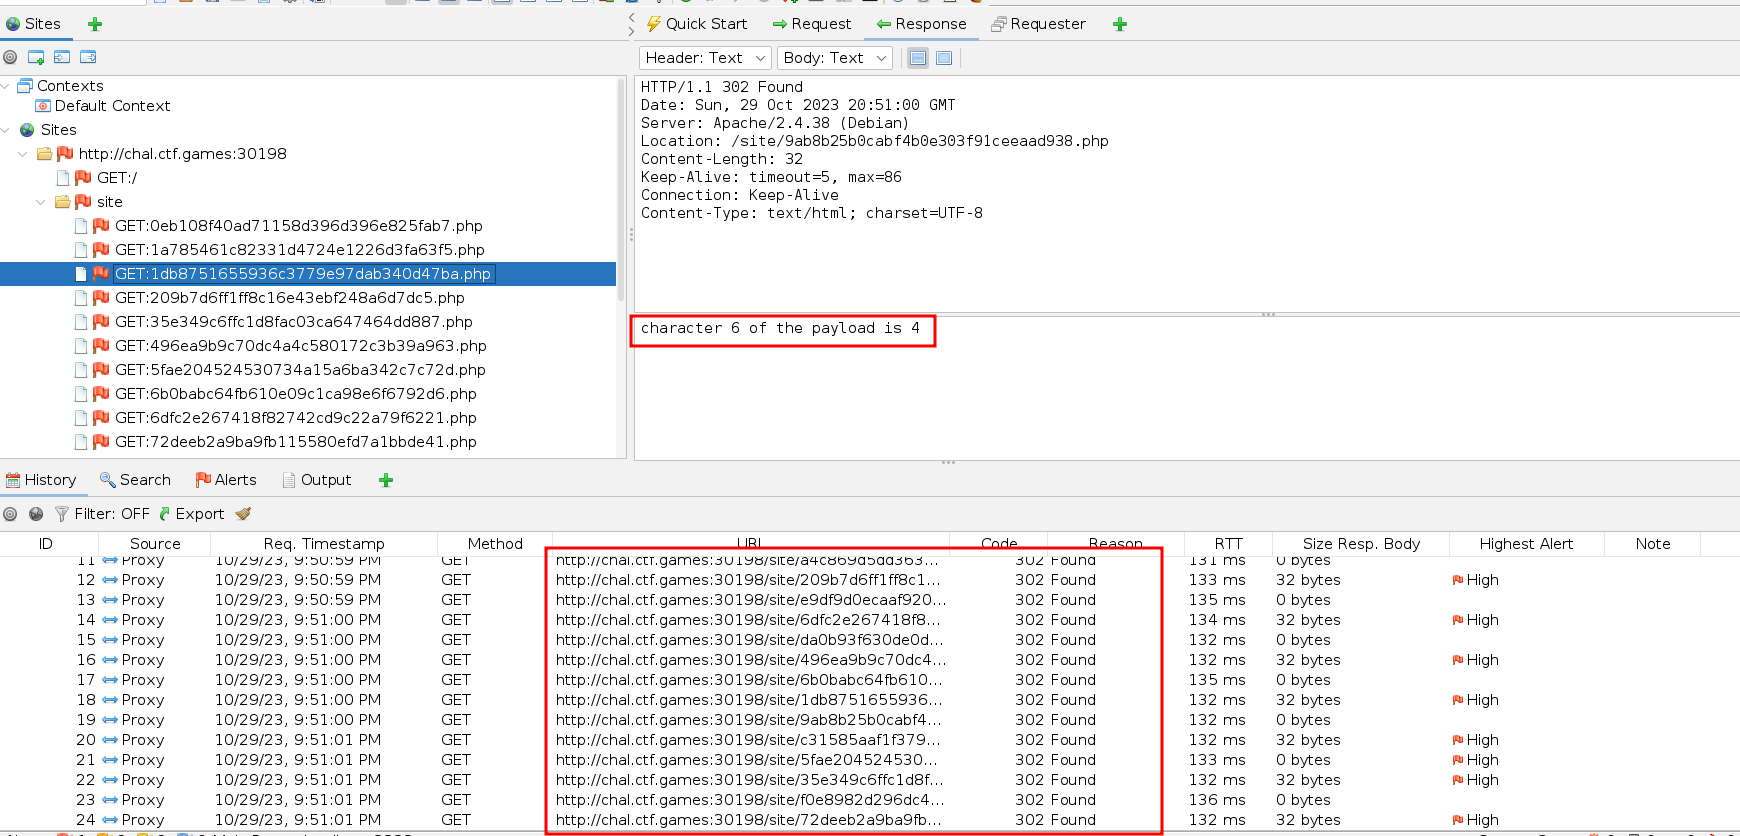 Sites
Quick Start
Request
Response
Requester
Header: Text
Body: Text
Contexts
Default Context
Sites
http://chal.ctf.games:30198
GET:/
site
GET:0eb108f40ad71158d396d396e825fab7.php
GET:1a785461c82331d4724e1226d3fa63f5.php
GET:1db8751655936c3779e97dab340d47ba.php
GET:209b7d6ff1ff8c16e43ebf248a6d7dc5.php
GET:35e349c6ffc1d8fac03ca647464dd887.php
GET:496ea9b9c70dc4a4c580172c3b39a963.php
GET:5fae204524530734a15a6ba342c7c72d.php
GET:6b0babc64fb610e09c1ca98e6f6792d6.php
GET:6dfc2e267418f82742cd9c22a79f6221.php
GET:72deeb2a9ba9fb115580efd7a1bbde41.php
HTTP/1.1 302 Found
Date: Sun, 29 Oct 2023 20:51:00 GMT
Server: Apache/2.4.38 (Debian)
Location: /site/9ab8b25b0cabf4b0e303f91ceeaad938.php
Content-Length: 32
Keep-Alive: timeout=5, max=86
Connection: Keep-Alive
Content-Type: text/html; charset=UTF-8
character 6 of the payload is 4
History
Search
Alerts
Output
Filter: OFF
Export
ID Source Req. Timestamp Method URL Code Reason RTT Size Resp. Body Highest Alert Note
11 Proxy 10/29/23, 9:50:59 PM GET http://chal.ctf.games:30198/site/a4c869d5dd363... 302 Found 131 ms 0 bytes
12 Proxy 10/29/23, 9:50:59 PM GET http://chal.ctf.games:30198/site/209b7d6ff1ff8c1... 302 Found 133 ms 32 bytes High
13 Proxy 10/29/23, 9:50:59 PM GET http://chal.ctf.games:30198/site/e9df9d0ecaaf920... 302 Found 135 ms 0 bytes
14 Proxy 10/29/23, 9:51:00 PM GET http://chal.ctf.games:30198/site/6dfc2e267418f8... 302 Found 134 ms 32 bytes High
15 Proxy 10/29/23, 9:51:00 PM GET http://chal.ctf.games:30198/site/da0b93f630de0d... 302 Found 132 ms 0 bytes
16 Proxy 10/29/23, 9:51:00 PM GET http://chal.ctf.games:30198/site/496ea9b9c70dc4... 302 Found 132 ms 32 bytes High
17 Proxy 10/29/23, 9:51:00 PM GET http://chal.ctf.games:30198/site/6b0babc64fb610... 302 Found 135 ms 0 bytes
18 Proxy 10/29/23, 9:51:00 PM GET http://chal.ctf.games:30198/site/1db8751655936... 302 Found 132 ms 32 bytes High
19 Proxy 10/29/23, 9:51:00 PM GET http://chal.ctf.games:30198/site/9ab8b25b0cabf4... 302 Found 132 ms 0 bytes
20 Proxy 10/29/23, 9:51:01 PM GET http://chal.ctf.games:30198/site/c31585aaf1f379... 302 Found 132 ms 32 bytes High
21 Proxy 10/29/23, 9:51:01 PM GET http://chal.ctf.games:30198/site/5fae204524530... 302 Found 133 ms 0 bytes High
22 Proxy 10/29/23, 9:51:01 PM GET http://chal.ctf.games:30198/site/35e349c6ffc1d8f... 302 Found 132 ms 32 bytes High
23 Proxy 10/29/23, 9:51:01 PM GET http://chal.ctf.games:30198/site/f0e8982d296dc4... 302 Found 136 ms 0 bytes
24 Proxy 10/29/23, 9:51:01 PM GET http://chal.ctf.games:30198/site/72deeb2a9ba9fb... 302 Found 132 ms 32 bytes High